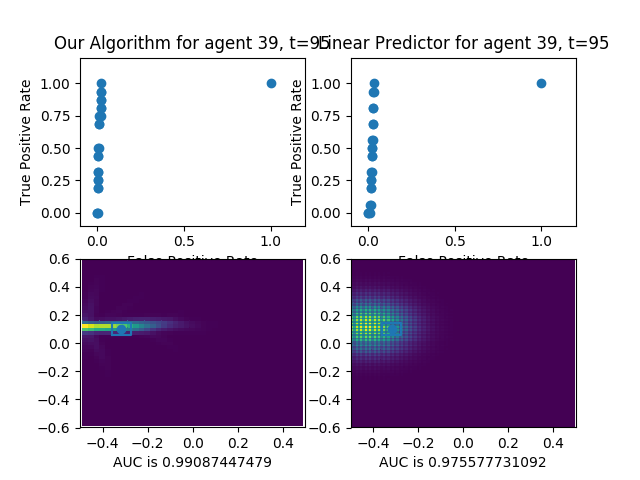 Our Algorithm for agent 39, t=95
Linear Predictor for agent 39, t=95
True Positive Rate
1.00
0.75
0.50
0.25
0.00
0.0 0.5 1.0
False Positive Rate
True Positive Rate
1.00
0.75
0.50
0.25
0.00
0.0 0.5 1.0
False Positive Rate
0.6
0.4
0.2
0.0
−0.2
−0.4
−0.6
−0.4 −0.2 0.0 0.2 0.4
AUC is 0.99087447479
0.6
0.4
0.2
0.0
−0.2
−0.4
−0.6
−0.4 −0.2 0.0 0.2 0.4
AUC is 0.975577731092